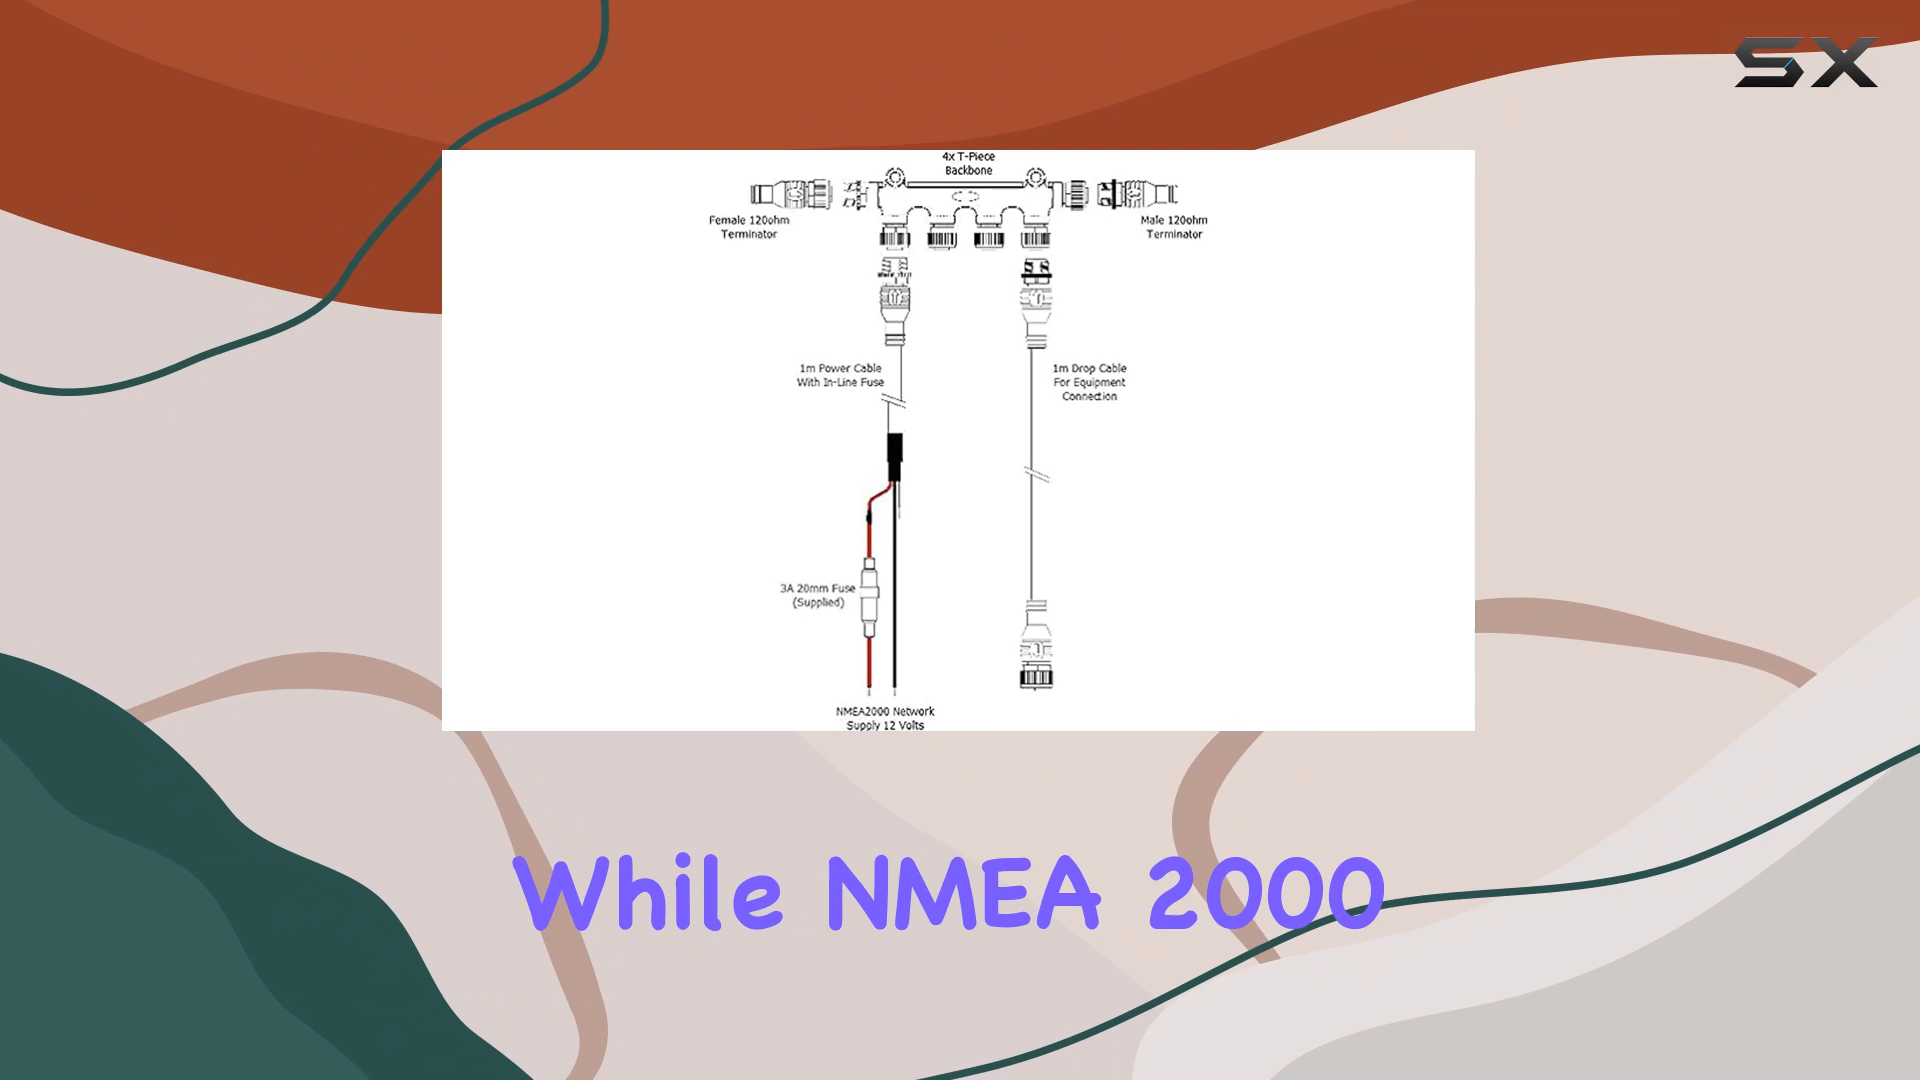 SX
4x T-Piece
Backbone
Female 120ohm
Terminator
Male 120ohm
Terminator
1m Power Cable
With In-Line Fuse
1m Drop Cable
For Equipment
Connection
3A 20mm Fuse
(Supplied)
NMEA2000 Network
Supply 12 Volts
While NMEA 2000